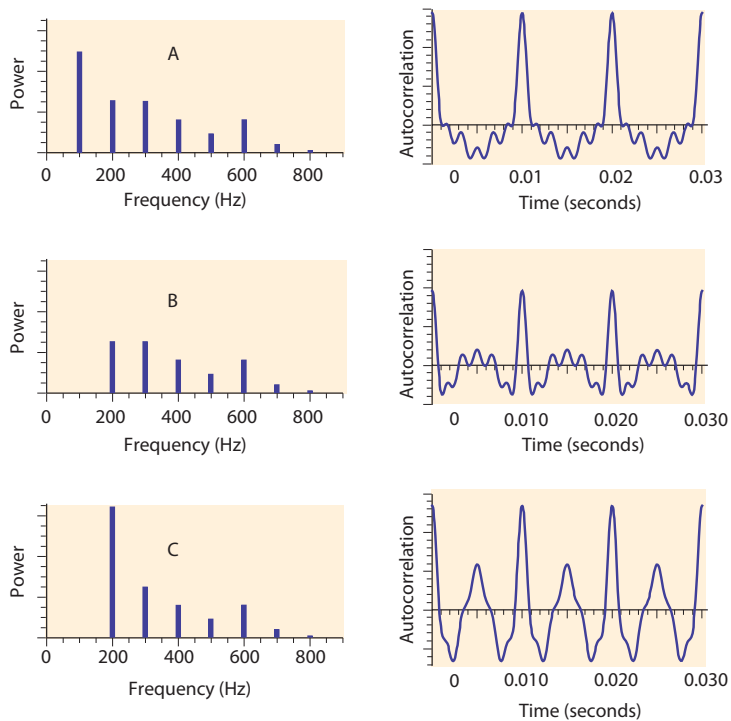 A
Power
0 200 400 600 800
Frequency (Hz)
Autocorrelation
0 0.01 0.02 0.03
Time (seconds)
B
Power
0 200 400 600 800
Frequency (Hz)
Autocorrelation
0 0.010 0.020 0.030
Time (seconds)
C
Power
0 200 400 600 800
Frequency (Hz)
Autocorrelation
0 0.010 0.020 0.030
Time (seconds)